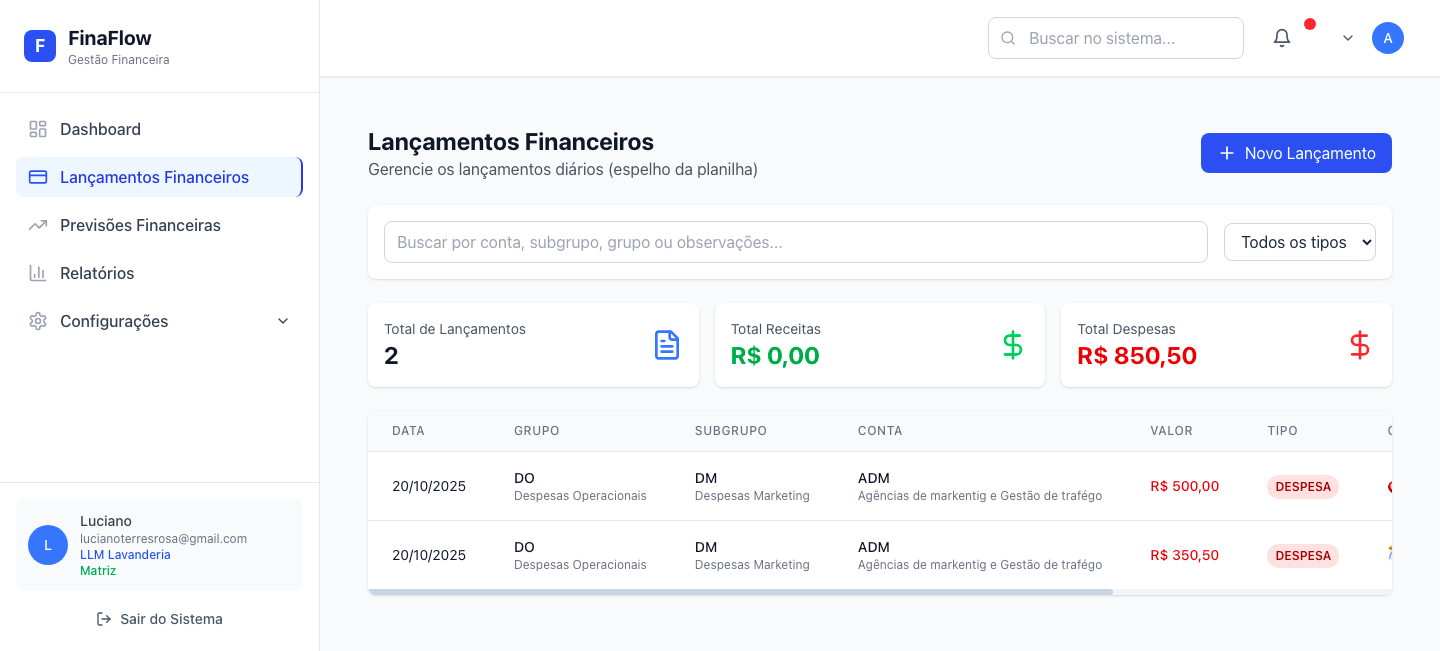 F
FinaFlow
Gestão Financeira
Dashboard
Lançamentos Financeiros
Previsões Financeiras
Relatórios
Configurações
L
Luciano
lucianoterresrosa@gmail.com
LLM Lavanderia
Matriz
Sair do Sistema
Buscar no sistema...
A
Lançamentos Financeiros
Gerencie os lançamentos diários (espelho da planilha)
Novo Lançamento
Buscar por conta, subgrupo, grupo ou observações...
Todos os tipos
Total de Lançamentos
2
Total Receitas
R$ 0,00
Total Despesas
R$ 850,50
DATA GRUPO SUBGRUPO CONTA VALOR TIPO
20/10/2025 DO DM ADM R$ 500,00 DESPESA
Despesas Operacionais Despesas Marketing Agências de markentig e Gestão de trafégo
20/10/2025 DO DM ADM R$ 350,50 DESPESA
Despesas Operacionais Despesas Marketing Agências de markentig e Gestão de trafégo